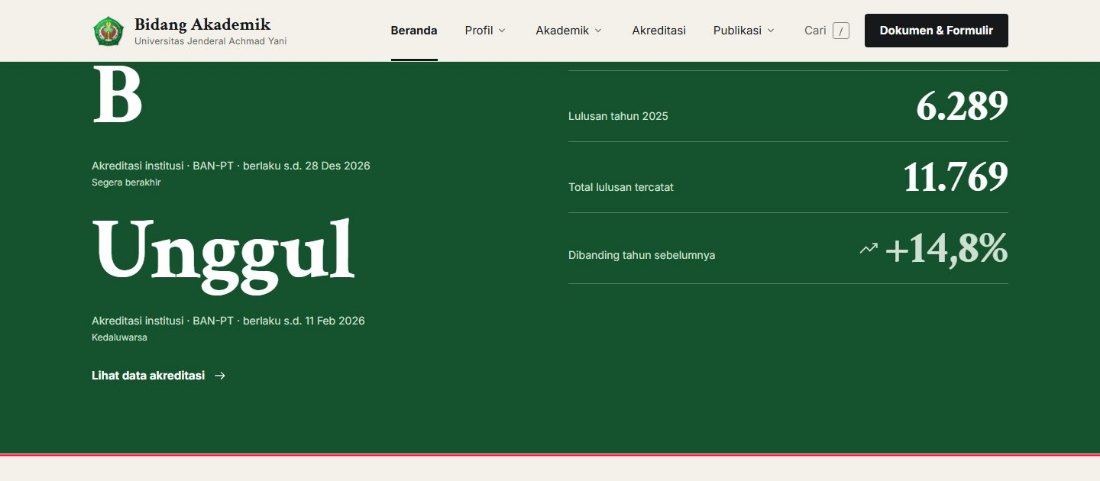 Bidang Akademik
Universitas Jenderal Achmad Yani
Beranda
Profil
Akademik
Akreditasi
Publikasi
Cari /
Dokumen & Formulir
B
Akreditasi institusi · BAN-PT · berlaku s.d. 28 Des 2026
Segera berakhir
Unggul
Akreditasi institusi · BAN-PT · berlaku s.d. 11 Feb 2026
Kedaluwarsa
Lihat data akreditasi →
Lulusan tahun 2025 6.289
Total lulusan tercatat 11.769
Dibanding tahun sebelumnya +14,8%